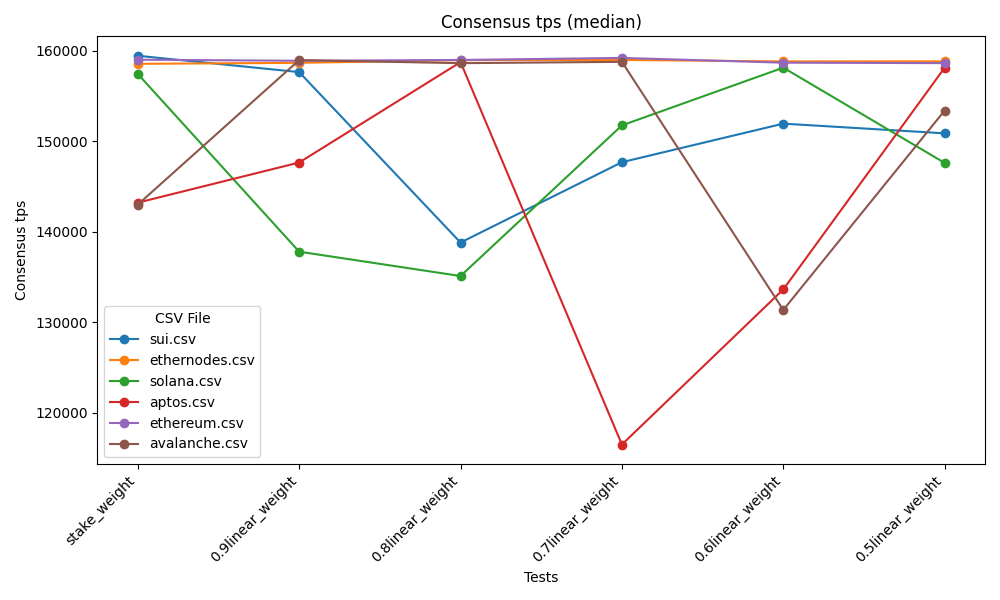 Consensus tps (median)
160000
150000
140000
130000
120000
Consensus tps
CSV File
sui.csv
ethernodes.csv
solana.csv
aptos.csv
ethereum.csv
avalanche.csv
stake_weight
0.9linear_weight
0.8linear_weight
0.7linear_weight
0.6linear_weight
0.5linear_weight
Tests